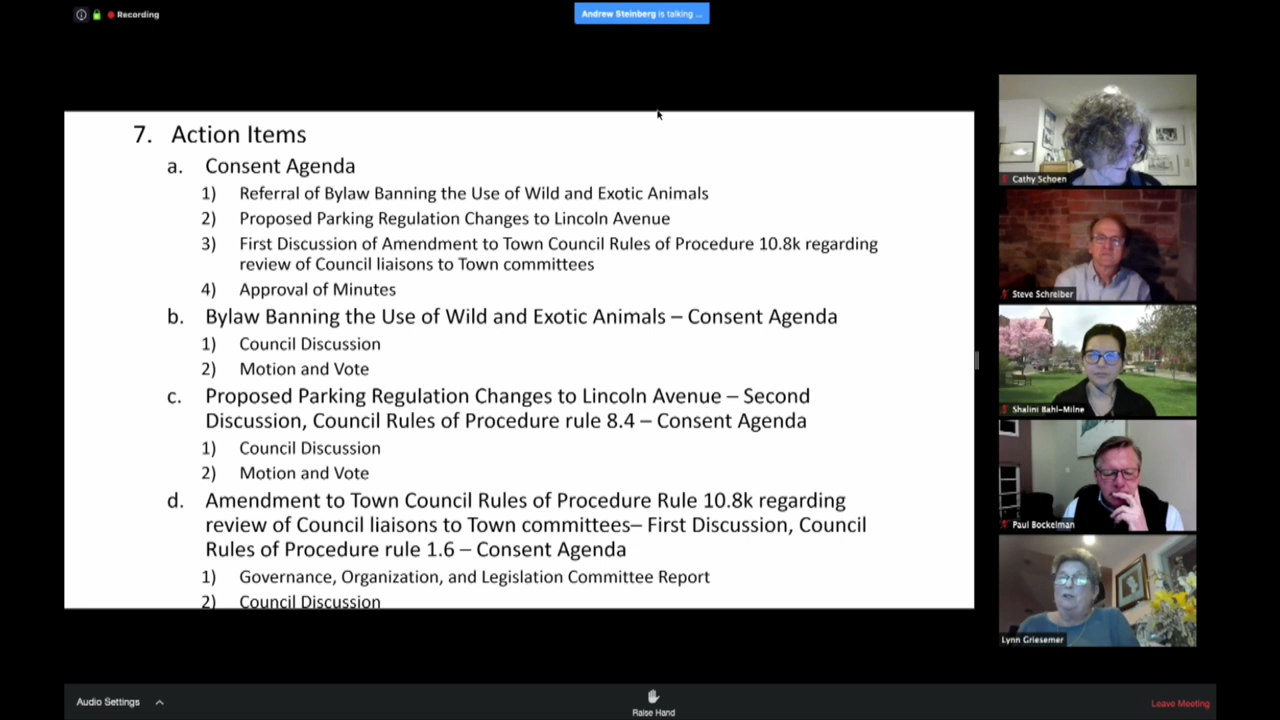 Recording
Andrew Steinberg is talking ...
7. Action Items
a. Consent Agenda
1) Referral of Bylaw Banning the Use of Wild and Exotic Animals
2) Proposed Parking Regulation Changes to Lincoln Avenue
3) First Discussion of Amendment to Town Council Rules of Procedure 10.8k regarding
review of Council liaisons to Town committees
4) Approval of Minutes
b. Bylaw Banning the Use of Wild and Exotic Animals – Consent Agenda
1) Council Discussion
2) Motion and Vote
c. Proposed Parking Regulation Changes to Lincoln Avenue – Second
Discussion, Council Rules of Procedure rule 8.4 – Consent Agenda
1) Council Discussion
2) Motion and Vote
d. Amendment to Town Council Rules of Procedure Rule 10.8k regarding
review of Council liaisons to Town committees– First Discussion, Council
Rules of Procedure rule 1.6 – Consent Agenda
1) Governance, Organization, and Legislation Committee Report
2) Council Discussion
Cathy Schoen
Steve Schreiber
Shalini Bahl-Milne
Paul Bockelman
Lynn Griesemer
Audio Settings
Raise Hand
Leave Meeting